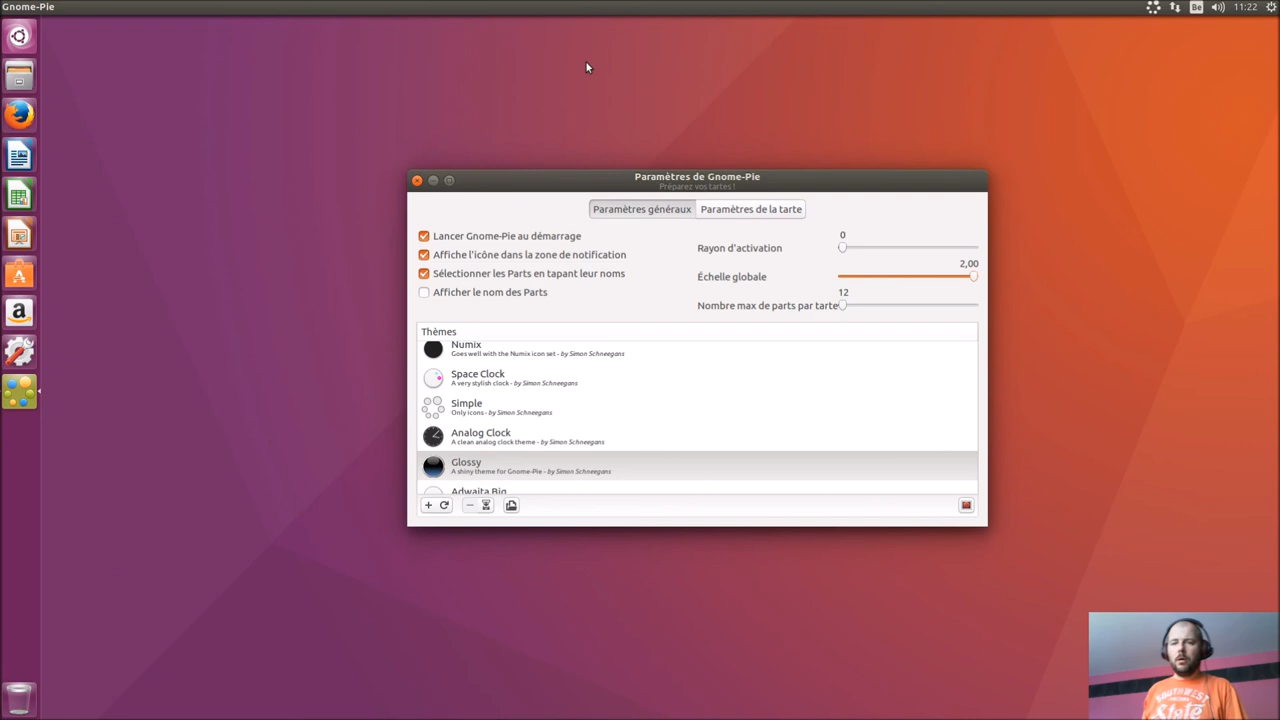 Gnome-Pie
Be
11:22
Paramètres de Gnome-Pie
Préparez vos tartes !
Paramètres généraux
Paramètres de la tarte
Lancer Gnome-Pie au démarrage
Affiche l'icône dans la zone de notification
Sélectionner les Parts en tapant leur noms
Afficher le nom des Parts
0
Rayon d'activation
2,00
Échelle globale
12
Nombre max de parts par tarte
Thèmes
Numix
Goes well with the Numix icon set - by Simon Schneegans
Space Clock
A very stylish clock - by Simon Schneegans
Simple
Only icons - by Simon Schneegans
Analog Clock
A clean analog clock theme - by Simon Schneegans
Glossy
A shiny theme for Gnome-Pie - by Simon Schneegans
Adwaita Big
SOUTHWEST
State